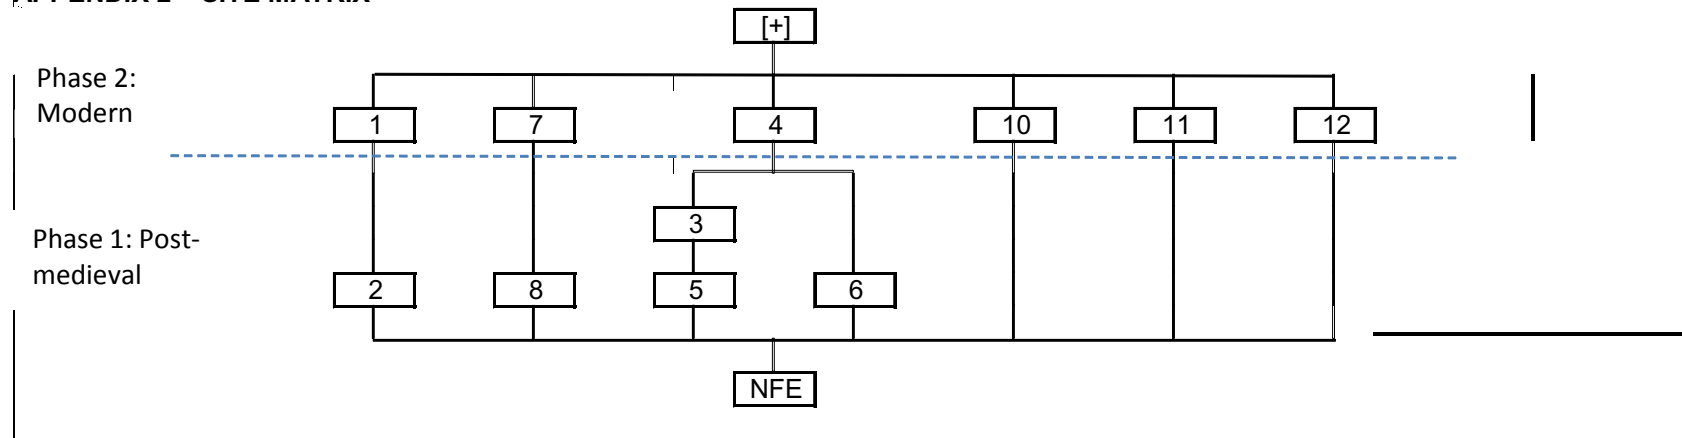 [+]
Phase 2:
Modern
1 7 4 10 11 12
3
Phase 1: Post-
medieval
2 8 5 6
NFE